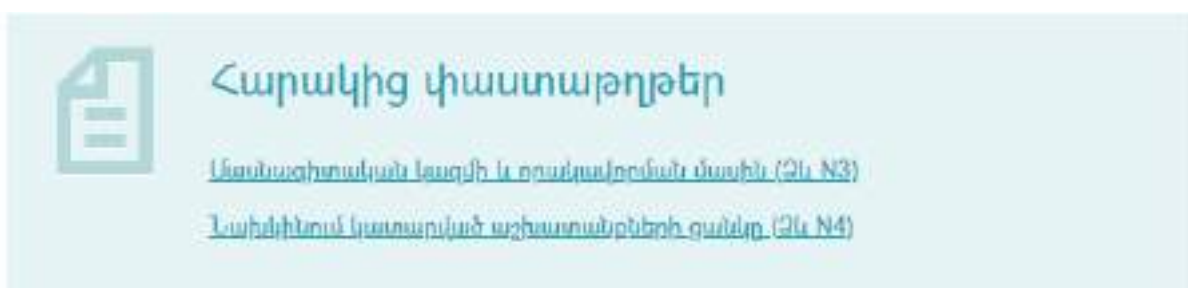 Հարակից փաստաթղթեր
Մասնագիտական կազմի և որակավորման մասին (Ձև N3)
Նախկինում կատարված աշխատանքների ցանկը (Ձև N4)